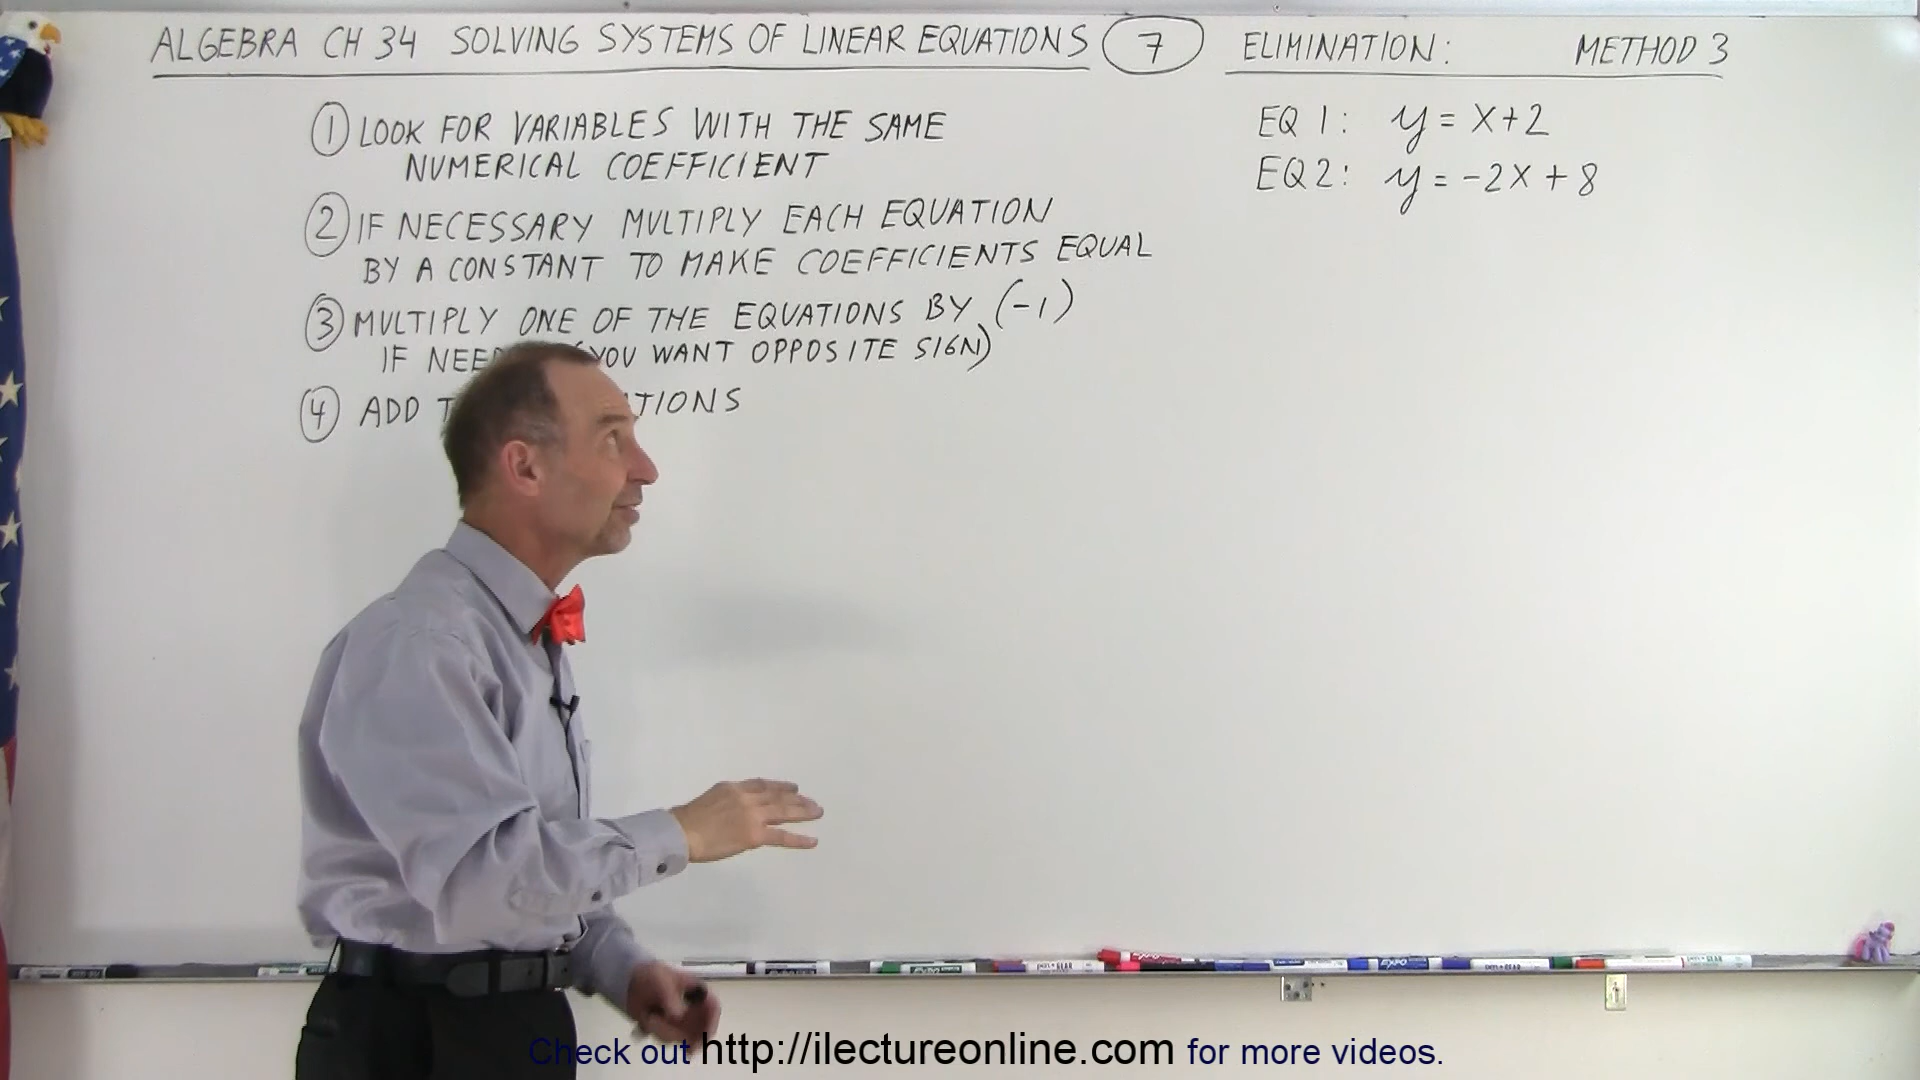 ALGEBRA CH 34 SOLVING SYSTEMS OF LINEAR EQUATIONS 7 ELIMINATION: METHOD 3
1 LOOK FOR VARIABLES WITH THE SAME
NUMERICAL COEFFICIENT
2 IF NECESSARY MULTIPLY EACH EQUATION
BY A CONSTANT TO MAKE COEFFICIENTS EQUAL
3 MULTIPLY ONE OF THE EQUATIONS BY (-1)
IF (YOU WANT OPPOSITE SIGN)
4 ADD
EQ 1: y = x+2
EQ 2: y = -2x + 8
Check out http://ilectureonline.com for more videos.